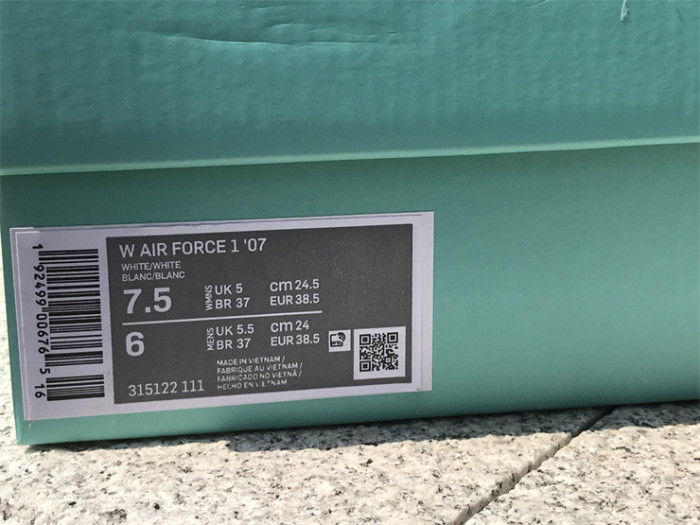 W AIR FORCE 1 '07
WHITE/WHITE
BLANC/BLANC
7.5 WMNS UK 5 cm 24.5
BR 37 EUR 38.5
6 MENS UK 5.5 cm 24
BR 37 EUR 38.5
MADE IN VIETNAM /
FABRIQUE AU VIETNAM /
FABRICADO NO VIETNÃ /
HECHO EN VIETNAM
315122 111
1 92499 00676 5 16